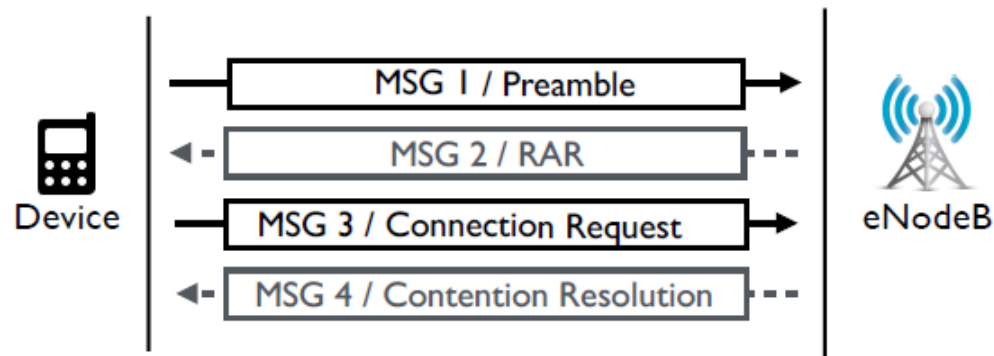 MSG 1 / Preamble
MSG 2 / RAR
Device
MSG 3 / Connection Request
eNodeB
MSG 4 / Contention Resolution